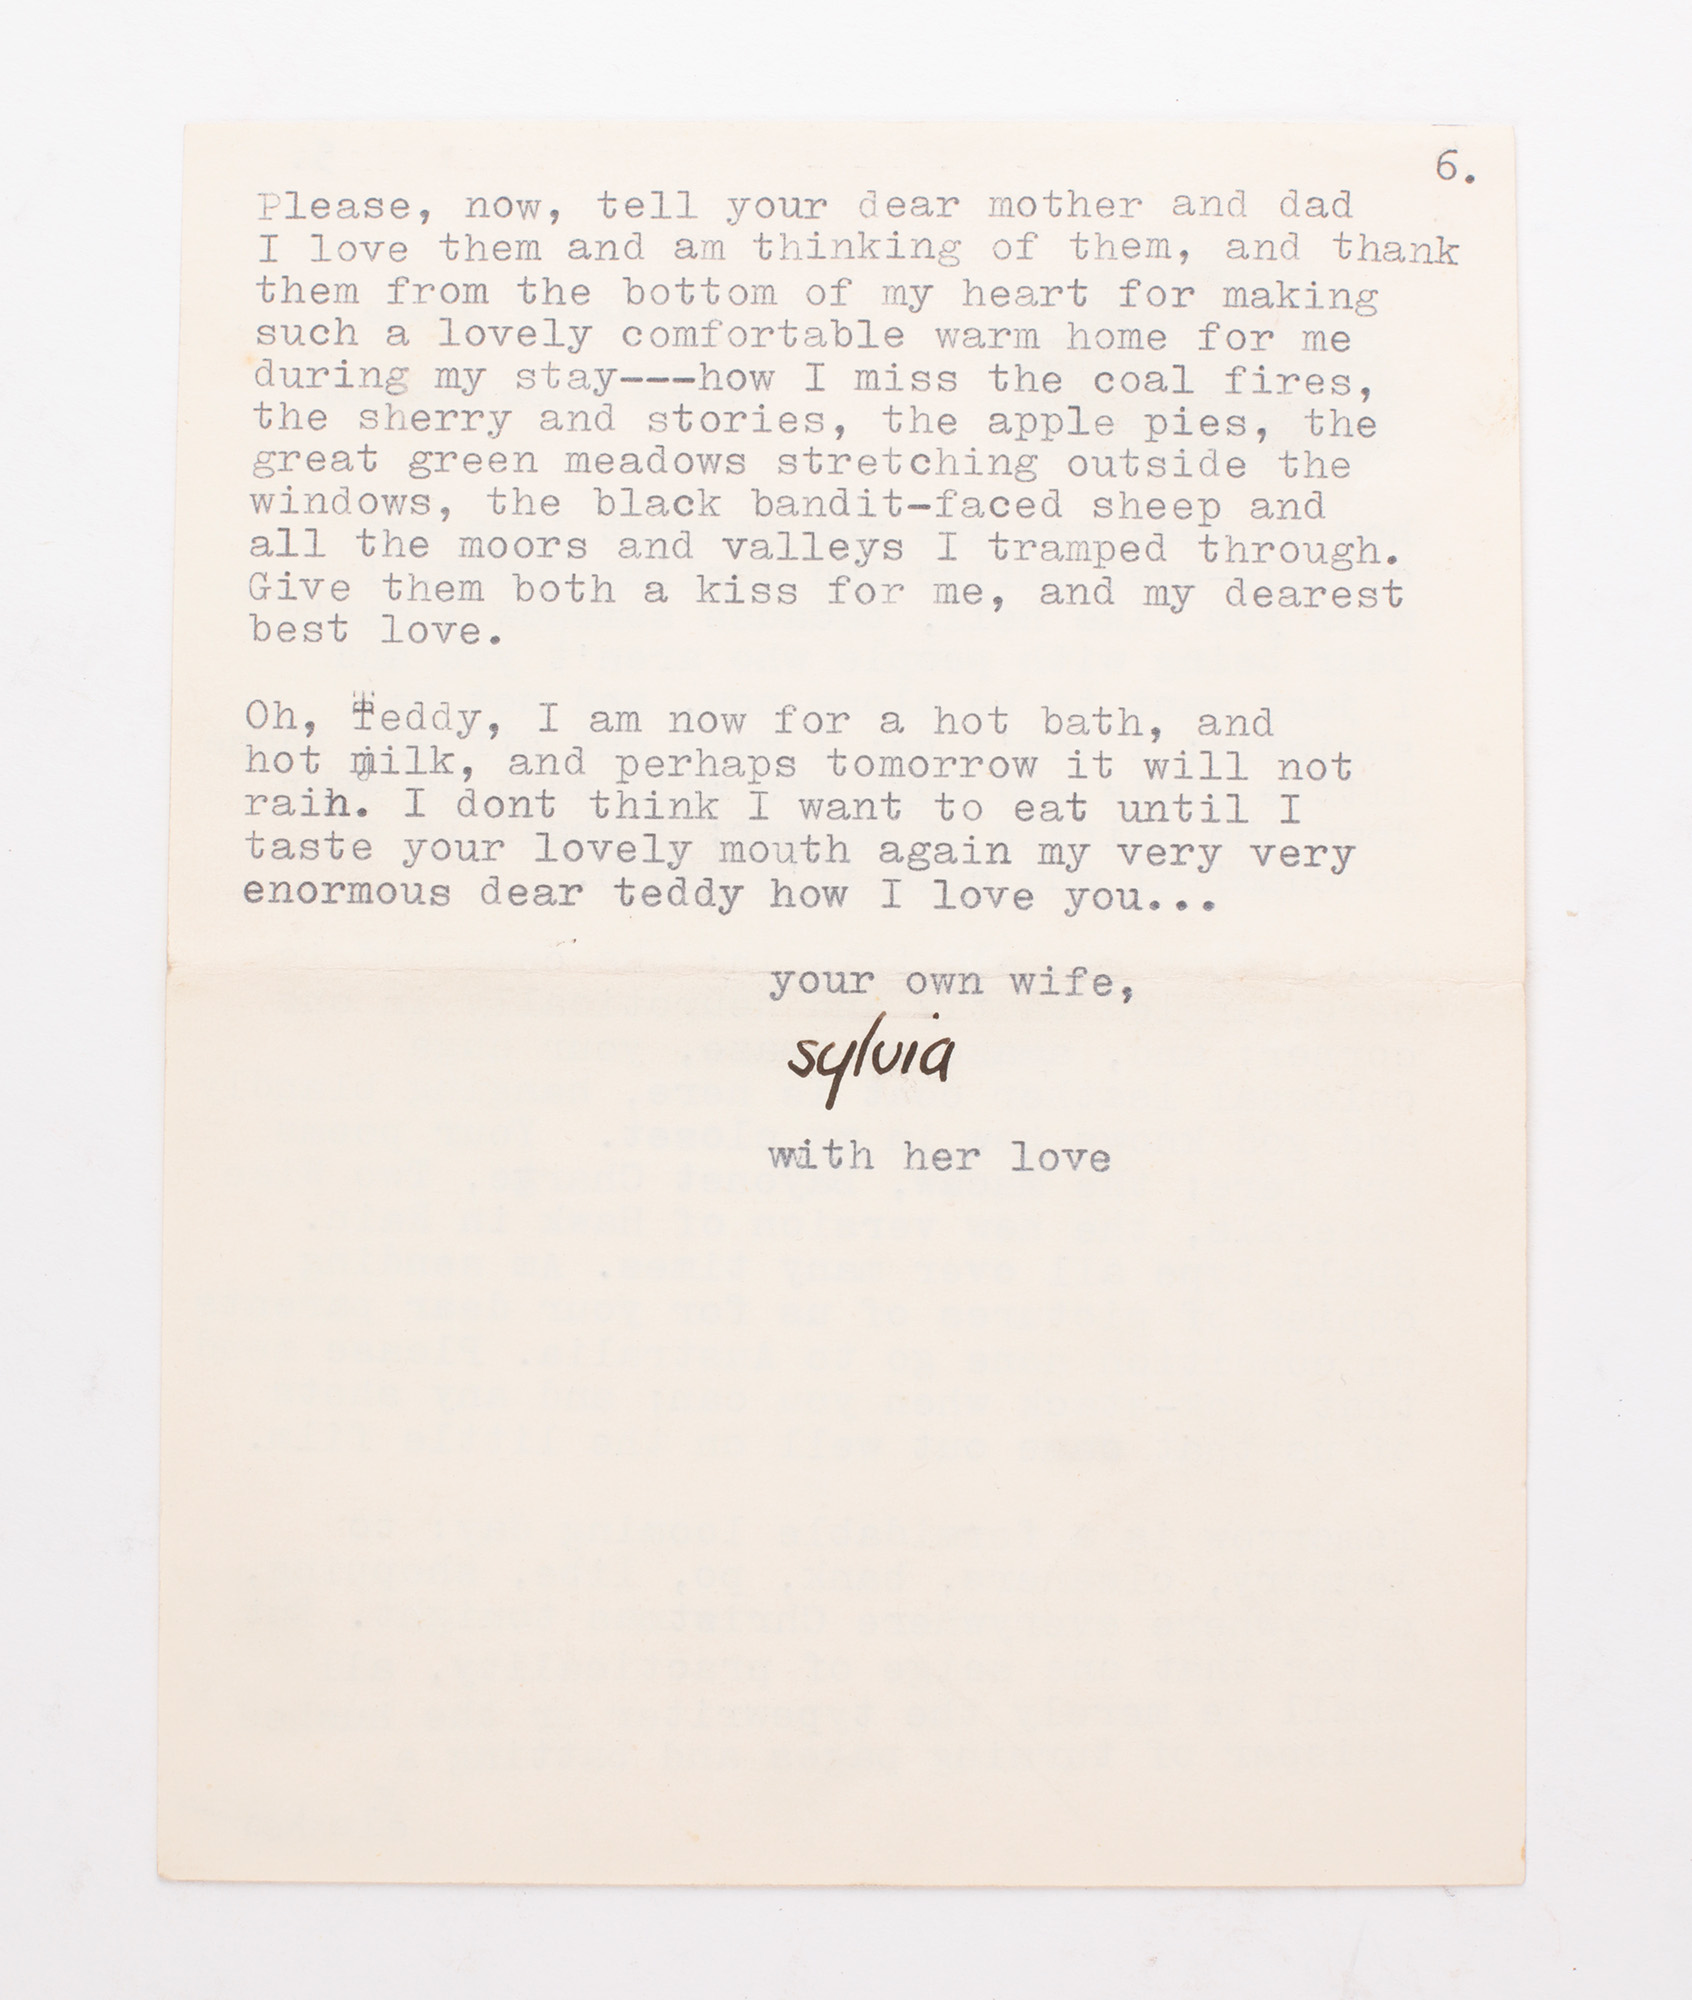 6.
Please, now, tell your dear mother and dad
I love them and am thinking of them, and thank
them from the bottom of my heart for making
such a lovely comfortable warm home for me
during my stay---how I miss the coal fires,
the sherry and stories, the apple pies, the
great green meadows stretching outside the
windows, the black bandit-faced sheep and
all the moors and valleys I tramped through.
Give them both a kiss for me, and my dearest
best love.
Oh, Teddy, I am now for a hot bath, and
hot milk, and perhaps tomorrow it will not
rain. I dont think I want to eat until I
taste your lovely mouth again my very very
enormous dear teddy how I love you...
your own wife,
sylvia
with her love